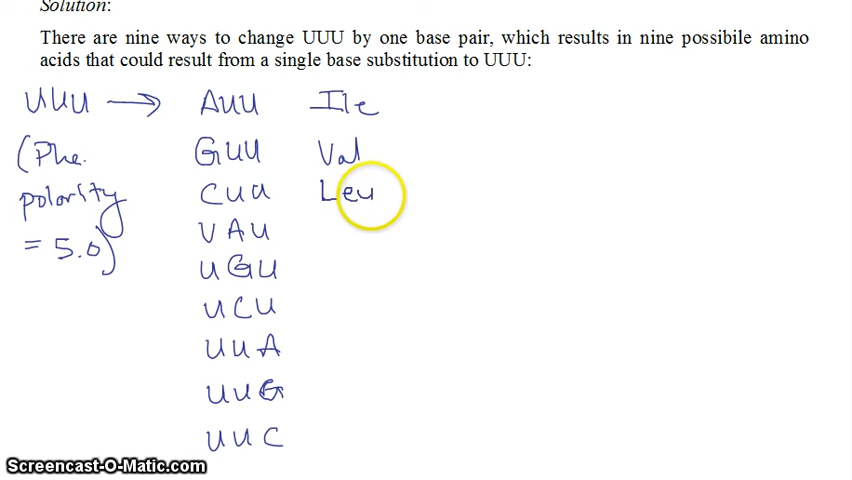 Solution:
There are nine ways to change UUU by one base pair, which results in nine possibile amino
acids that could result from a single base substitution to UUU:
UUU → AUU Ile
(Phe. GUU Val
polarity CUU Leu
= 5.0) UAU
UGU
UCU
UUA
UUG
UUC
Screencast-O-Matic.com